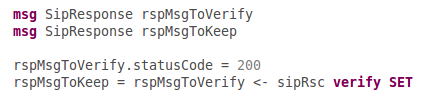 msg SipResponse rspMsgToVerify
msg SipResponse rspMsgToKeep
rspMsgToVerify.statusCode = 200
rspMsgToKeep = rspMsgToVerify <- sipRsc verify SET